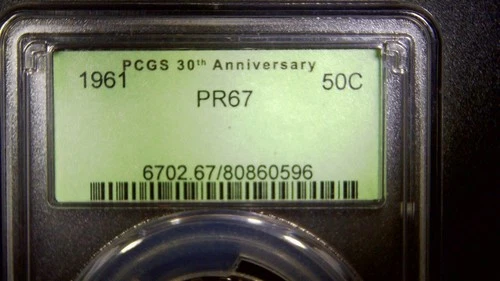 PCGS 30th Anniversary
1961 50C
PR67
6702.67/80860596